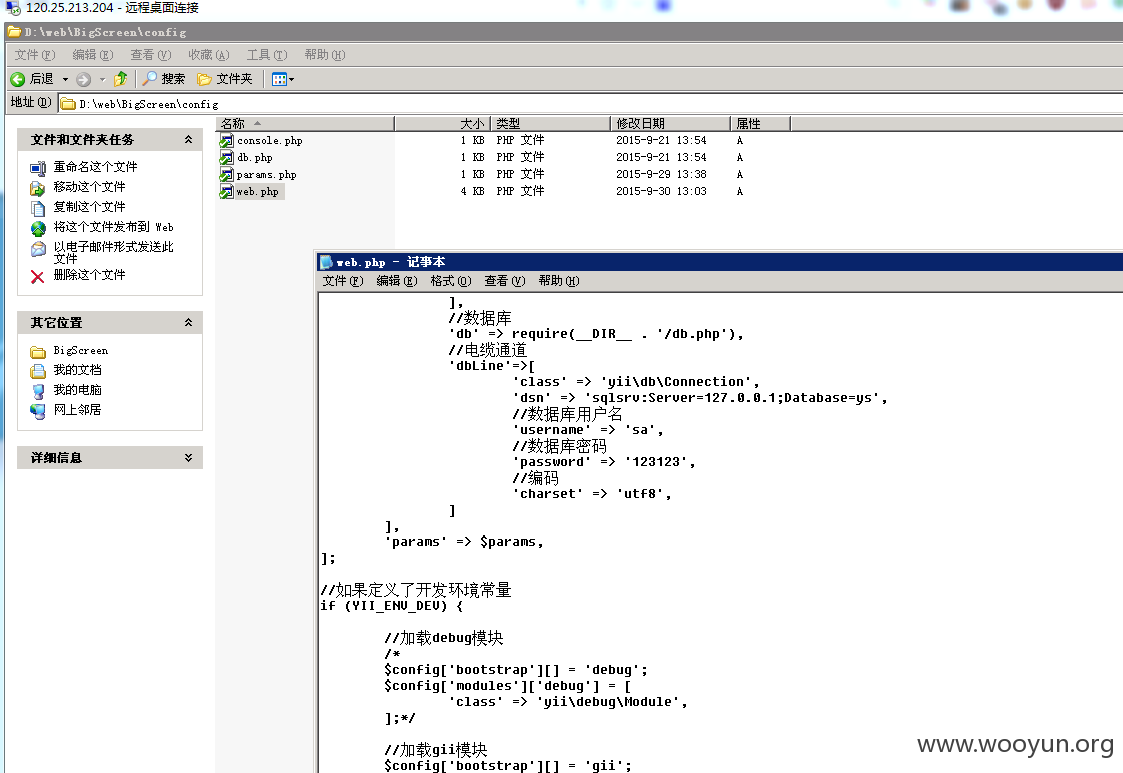 120.25.213.204 - 远程桌面连接
D:\web\BigScreen\config
文件(F) 编辑(E) 查看(V) 收藏(A) 工具(T) 帮助(H)
后退 搜索 文件夹
地址(D) D:\web\BigScreen\config
文件和文件夹任务
重命名这个文件
移动这个文件
复制这个文件
将这个文件发布到 Web
以电子邮件形式发送此
文件
删除这个文件
其它位置
BigScreen
我的文档
我的电脑
网上邻居
详细信息
名称 大小 类型 修改日期 属性
console.php 1 KB PHP 文件 2015-9-21 13:54 A
db.php 1 KB PHP 文件 2015-9-21 13:54 A
params.php 1 KB PHP 文件 2015-9-29 13:38 A
web.php 4 KB PHP 文件 2015-9-30 13:03 A
web.php - 记事本
文件(F) 编辑(E) 格式(O) 查看(V) 帮助(H)
],
//数据库
'db' => require(__DIR__ . '/db.php'),
//电缆通道
'dbLine'=>[
'class' => 'yii\db\Connection',
'dsn' => 'sqlsrv:Server=127.0.0.1;Database=ys',
//数据库用户名
'username' => 'sa',
//数据库密码
'password' => '123123',
//编码
'charset' => 'utf8',
]
],
'params' => $params,
];
//如果定义了开发环境常量
if (YII_ENV_DEV) {
//加载debug模块
/*
$config['bootstrap'][] = 'debug';
$config['modules']['debug'] = [
'class' => 'yii\debug\Module',
];*/
//加载gii模块
$config['bootstrap'][] = 'gii';
www.wooyun.org